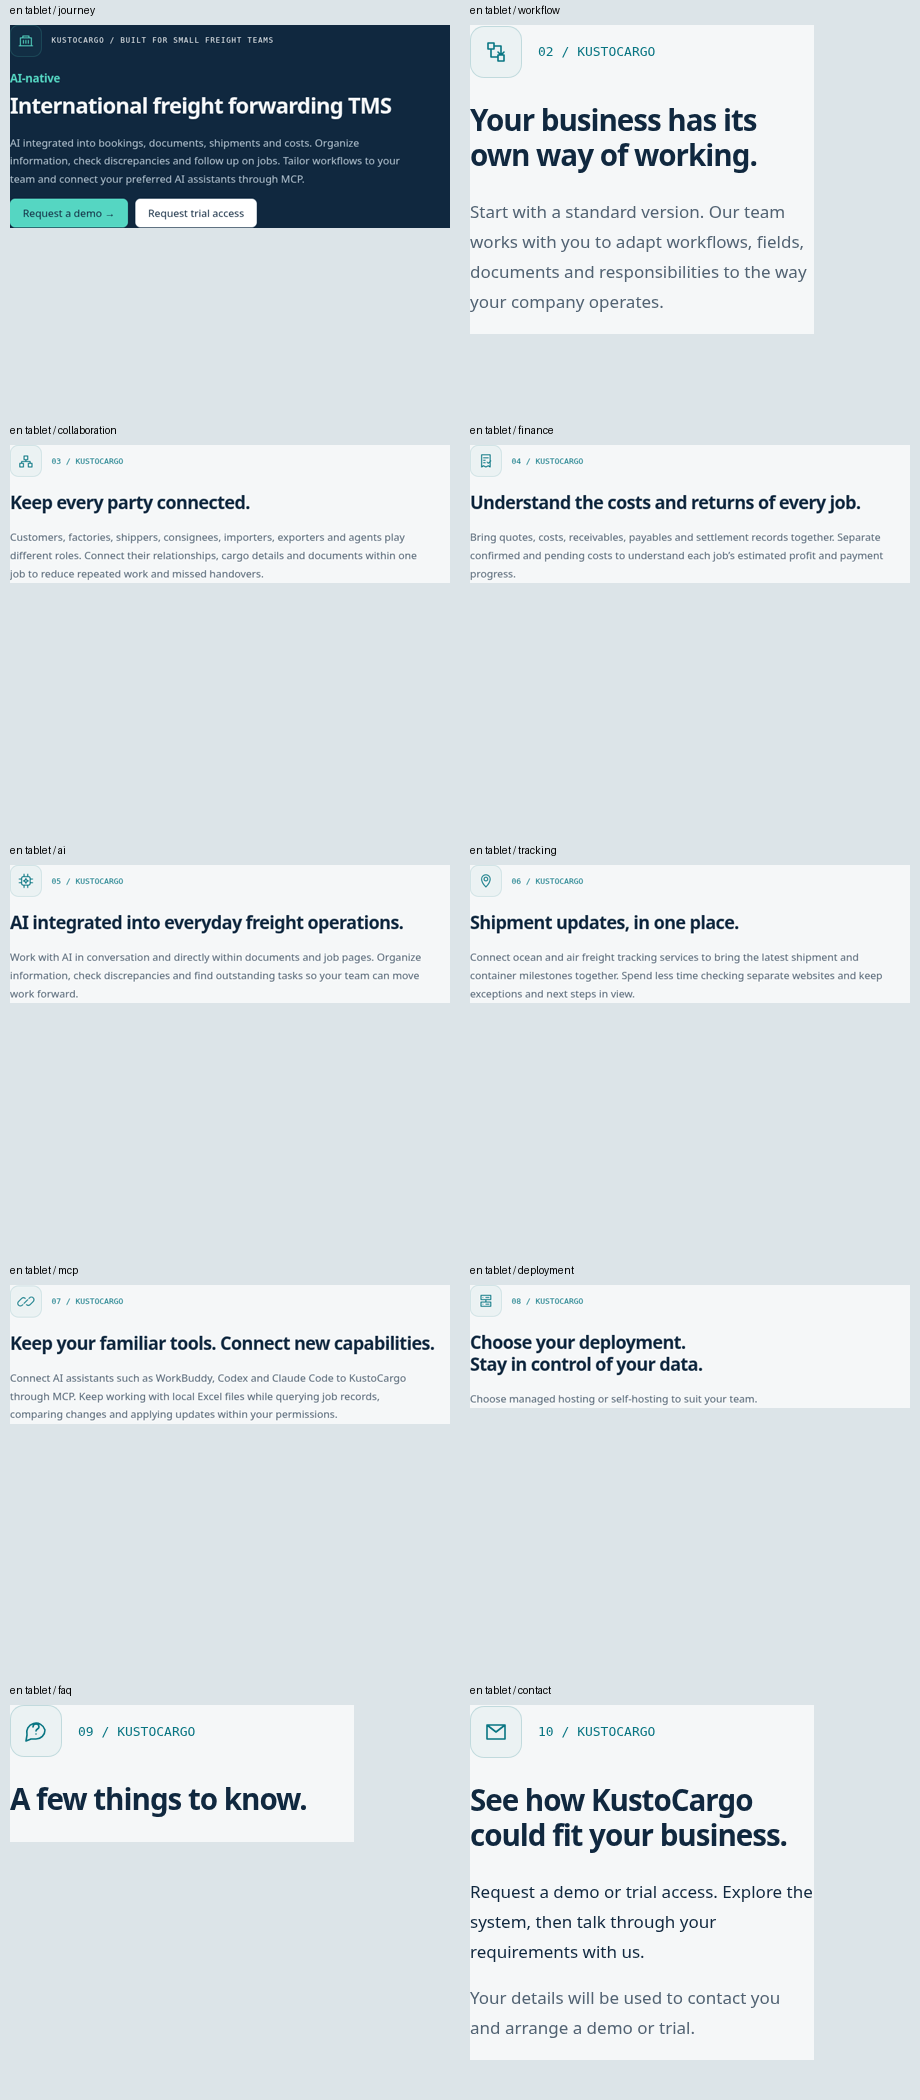 en tablet / journey
KUSTOCARGO / BUILT FOR SMALL FREIGHT TEAMS
AI-native
International freight forwarding TMS
AI integrated into bookings, documents, shipments and costs. Organize
information, check discrepancies and follow up on jobs. Tailor workflows to your
team and connect your preferred AI assistants through MCP.
Request a demo →
Request trial access
en tablet / workflow
02 / KUSTOCARGO
Your business has its
own way of working.
Start with a standard version. Our team
works with you to adapt workflows, fields,
documents and responsibilities to the way
your company operates.
en tablet / collaboration
03 / KUSTOCARGO
Keep every party connected.
Customers, factories, shippers, consignees, importers, exporters and agents play
different roles. Connect their relationships, cargo details and documents within one
job to reduce repeated work and missed handovers.
en tablet / finance
04 / KUSTOCARGO
Understand the costs and returns of every job.
Bring quotes, costs, receivables, payables and settlement records together. Separate
confirmed and pending costs to understand each job’s estimated profit and payment
progress.
en tablet / ai
05 / KUSTOCARGO
AI integrated into everyday freight operations.
Work with AI in conversation and directly within documents and job pages. Organize
information, check discrepancies and find outstanding tasks so your team can move
work forward.
en tablet / tracking
06 / KUSTOCARGO
Shipment updates, in one place.
Connect ocean and air freight tracking services to bring the latest shipment and
container milestones together. Spend less time checking separate websites and keep
exceptions and next steps in view.
en tablet / mcp
07 / KUSTOCARGO
Keep your familiar tools. Connect new capabilities.
Connect AI assistants such as WorkBuddy, Codex and Claude Code to KustoCargo
through MCP. Keep working with local Excel files while querying job records,
comparing changes and applying updates within your permissions.
en tablet / deployment
08 / KUSTOCARGO
Choose your deployment.
Stay in control of your data.
Choose managed hosting or self-hosting to suit your team.
en tablet / faq
09 / KUSTOCARGO
A few things to know.
en tablet / contact
10 / KUSTOCARGO
See how KustoCargo
could fit your business.
Request a demo or trial access. Explore the
system, then talk through your
requirements with us.
Your details will be used to contact you
and arrange a demo or trial.